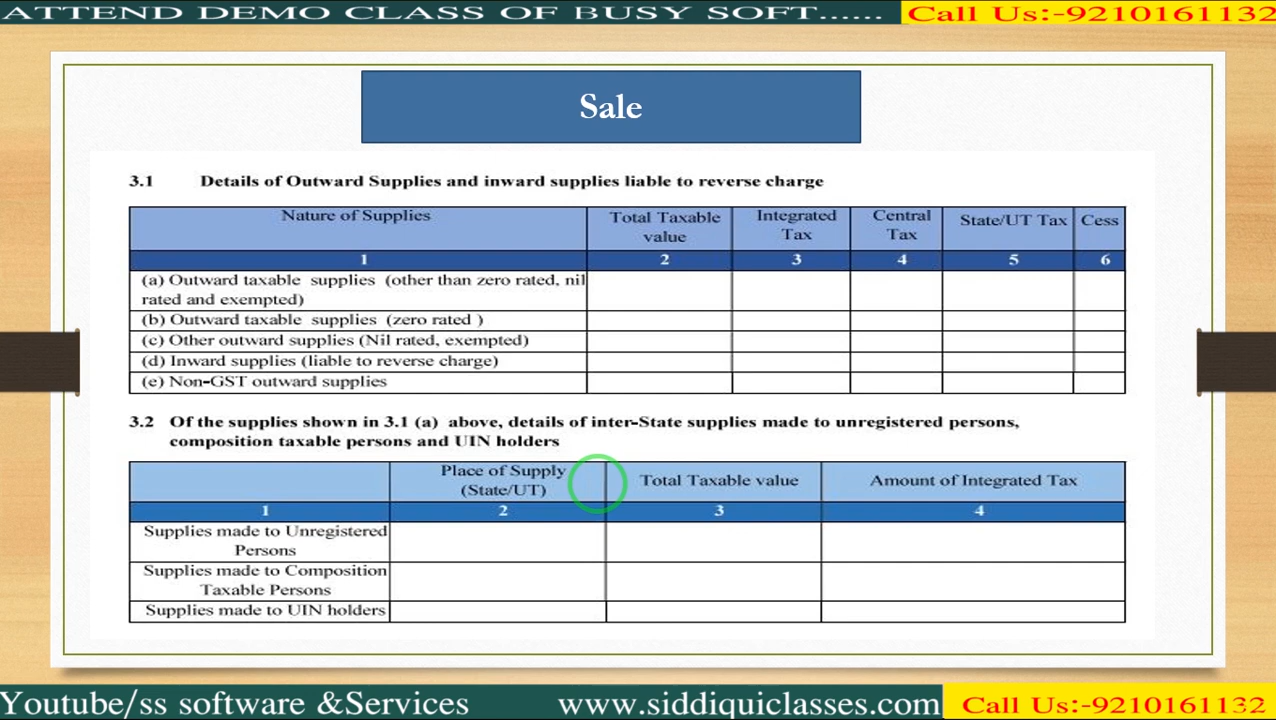 ATTEND DEMO CLASS OF BUSY SOFT...... Call Us:-9210161132
Sale
3.1 Details of Outward Supplies and inward supplies liable to reverse charge
Nature of Supplies
Total Taxable
value
Integrated
Tax
Central
Tax
State/UT Tax
Cess
1 2 3 4 5 6
(a) Outward taxable supplies (other than zero rated, nil
rated and exempted)
(b) Outward taxable supplies (zero rated )
(c) Other outward supplies (Nil rated, exempted)
(d) Inward supplies (liable to reverse charge)
(e) Non-GST outward supplies
3.2 Of the supplies shown in 3.1 (a) above, details of inter-State supplies made to unregistered persons,
composition taxable persons and UIN holders
Place of Supply
(State/UT)
Total Taxable value
Amount of Integrated Tax
1 2 3 4
Supplies made to Unregistered
Persons
Supplies made to Composition
Taxable Persons
Supplies made to UIN holders
Youtube/ss software &Services www.siddiquiclasses.com Call Us:-9210161132